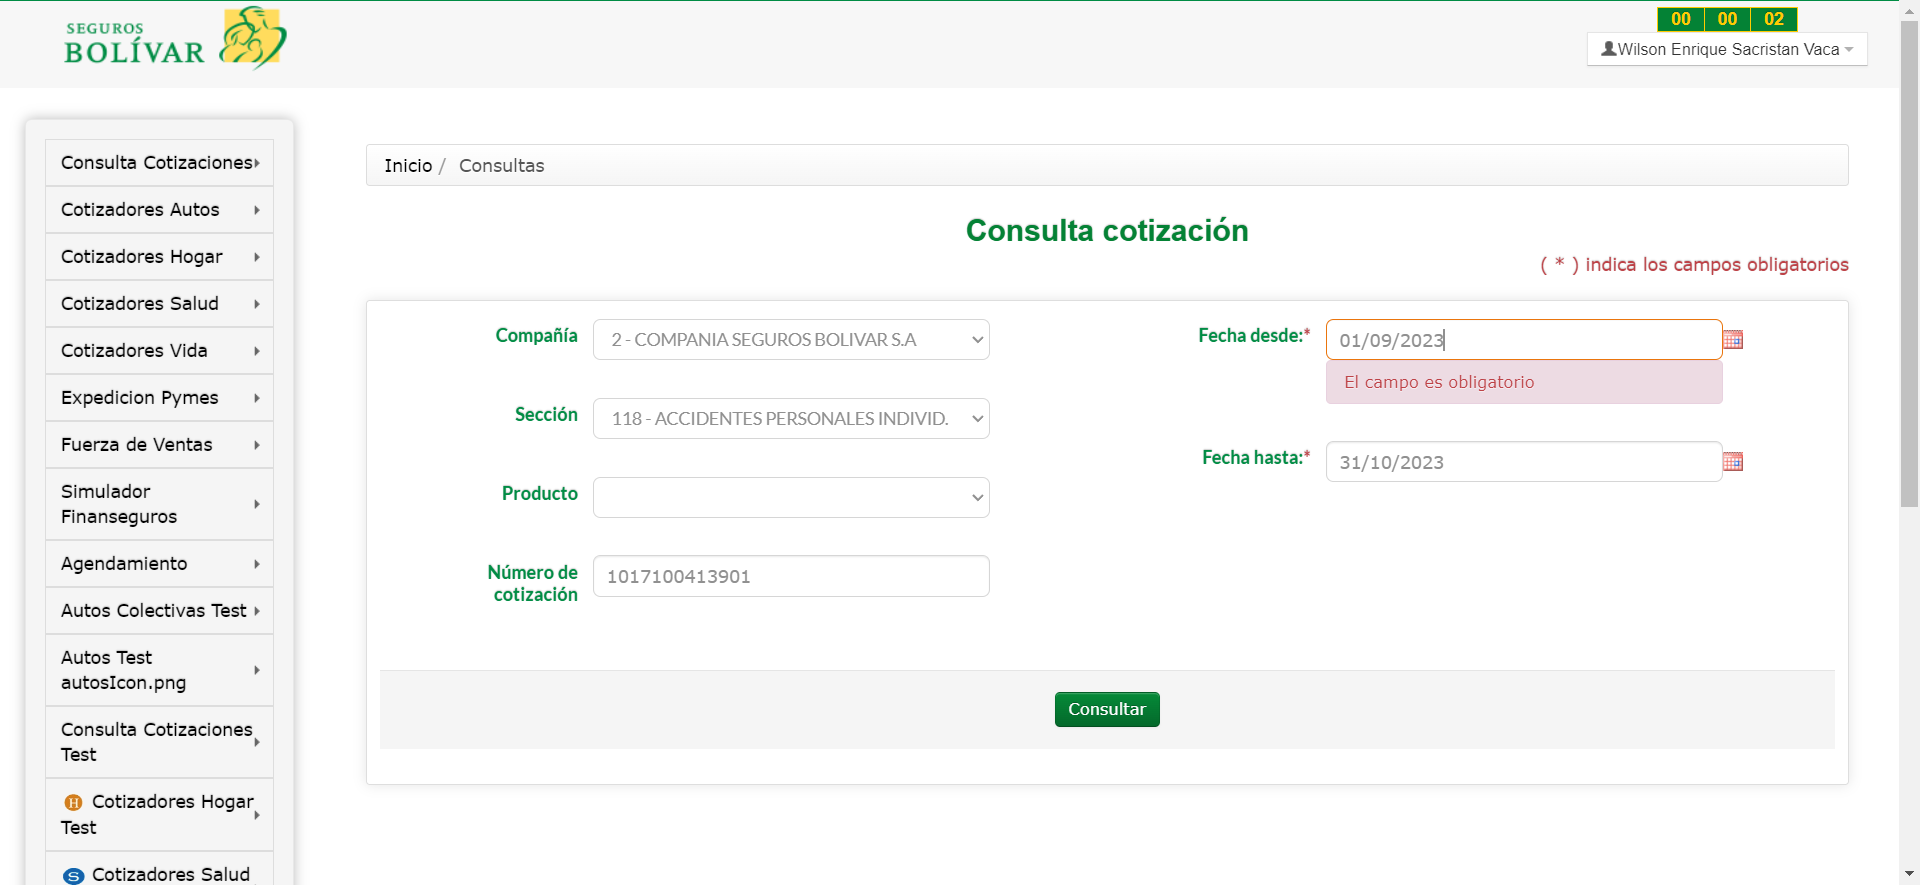 SEGUROS
BOLÍVAR
00 00 02
Wilson Enrique Sacristan Vaca
Consulta Cotizaciones
Cotizadores Autos
Cotizadores Hogar
Cotizadores Salud
Cotizadores Vida
Expedicion Pymes
Fuerza de Ventas
Simulador
Finanseguros
Agendamiento
Autos Colectivas Test
Autos Test
autosIcon.png
Consulta Cotizaciones
Test
H Cotizadores Hogar
Test
S Cotizadores Salud
Inicio / Consultas
Consulta cotización
( * ) indica los campos obligatorios
Compañía 2 - COMPANIA SEGUROS BOLIVAR S.A
Sección 118 - ACCIDENTES PERSONALES INDIVID.
Producto
Número de
cotización 1017100413901
Fecha desde:* 01/09/2023
El campo es obligatorio
Fecha hasta:* 31/10/2023
Consultar